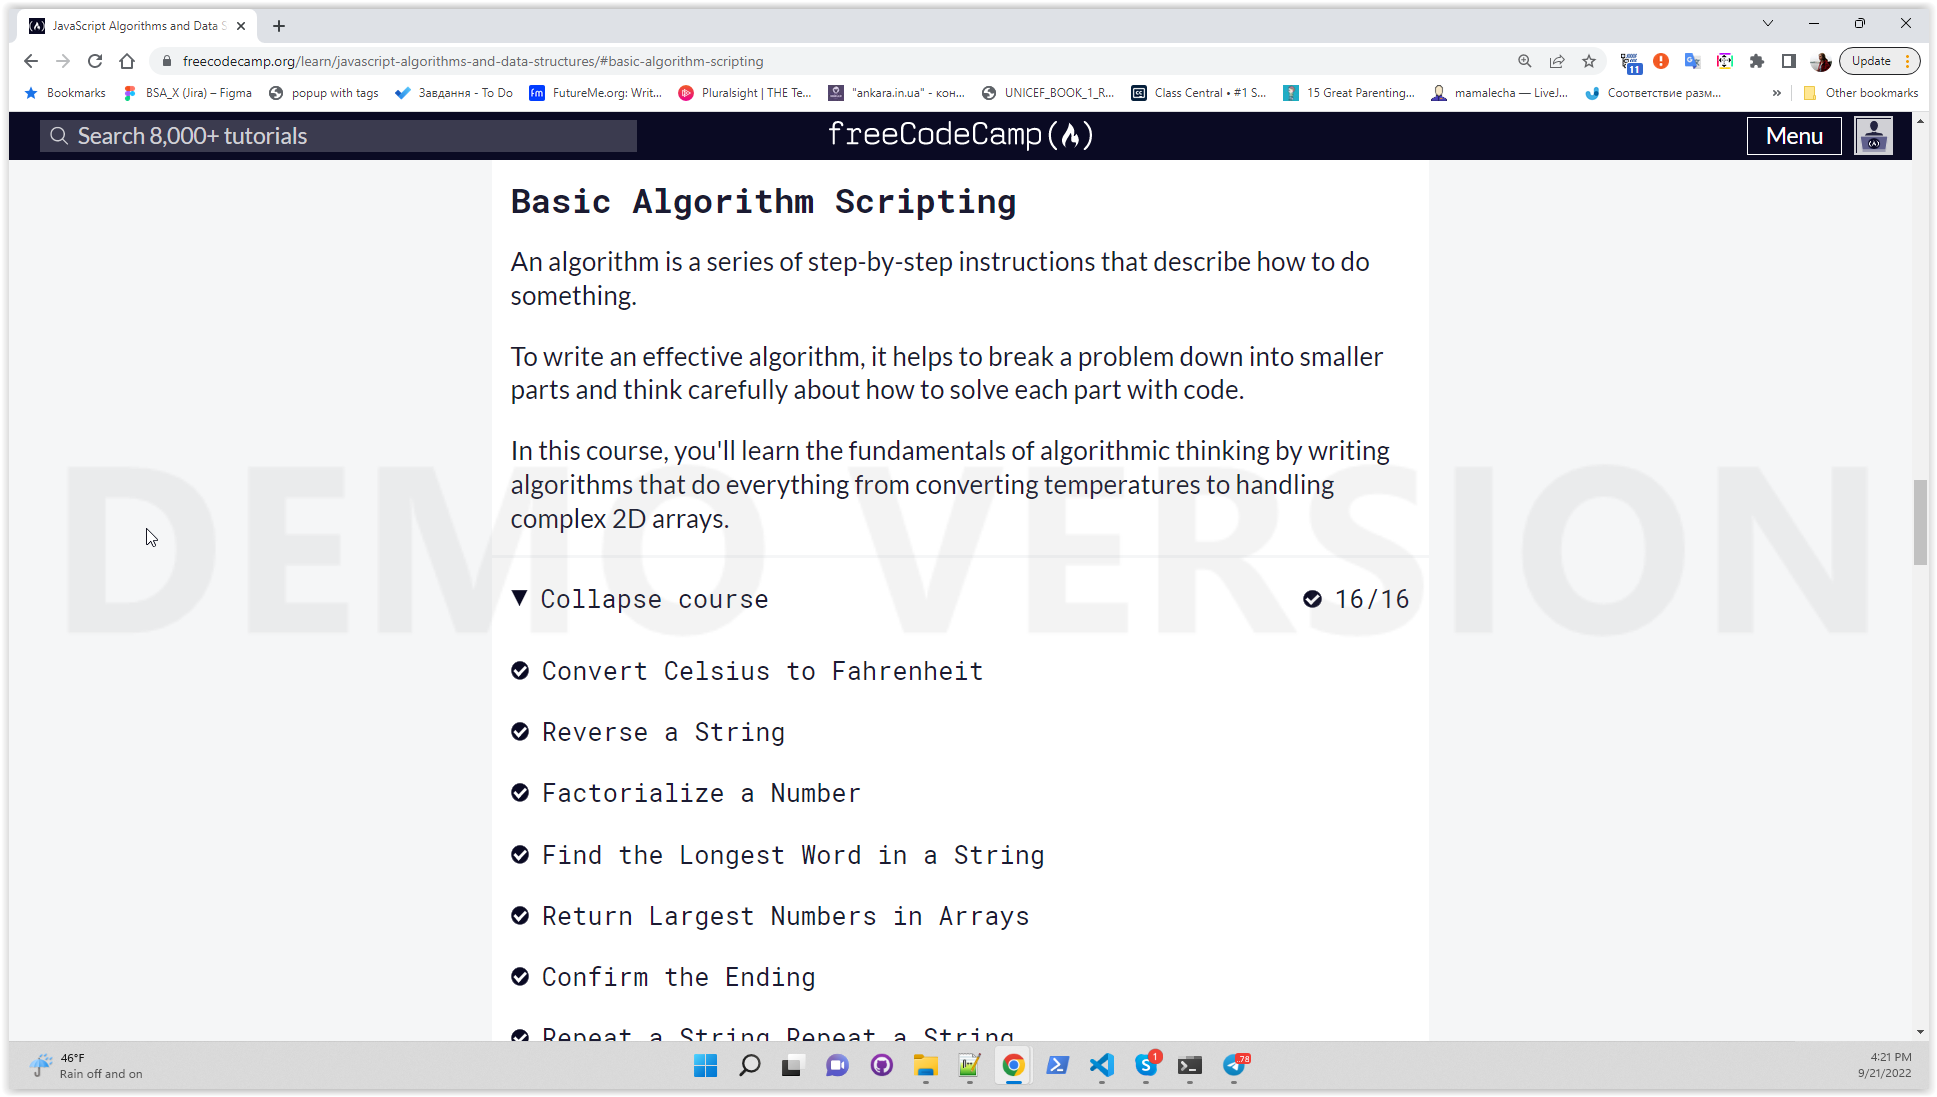 JavaScript Algorithms and Data S
freecodecamp.org/learn/javascript-algorithms-and-data-structures/#basic-algorithm-scripting
11
Update
Bookmarks
BSA_X (Jira) – Figma
popup with tags
Завдання - To Do
fm
FutureMe.org: Writ...
Pluralsight | THE Te...
"ankara.in.ua" - кон...
UNICEF_BOOK_1_R...
Class Central • #1 S...
15 Great Parenting...
mamalecha — LiveJ...
Соответствие разм...
»
Other bookmarks
Search 8,000+ tutorials
freeCodeCamp
Menu
Basic Algorithm Scripting
An algorithm is a series of step-by-step instructions that describe how to do
something.
To write an effective algorithm, it helps to break a problem down into smaller
parts and think carefully about how to solve each part with code.
In this course, you'll learn the fundamentals of algorithmic thinking by writing
algorithms that do everything from converting temperatures to handling
complex 2D arrays.
DEMO VERSION
Collapse course
16/16
Convert Celsius to Fahrenheit
Reverse a String
Factorialize a Number
Find the Longest Word in a String
Return Largest Numbers in Arrays
Confirm the Ending
Repeat a String Repeat a String
46°F
Rain off and on
1
78
4:21 PM
9/21/2022